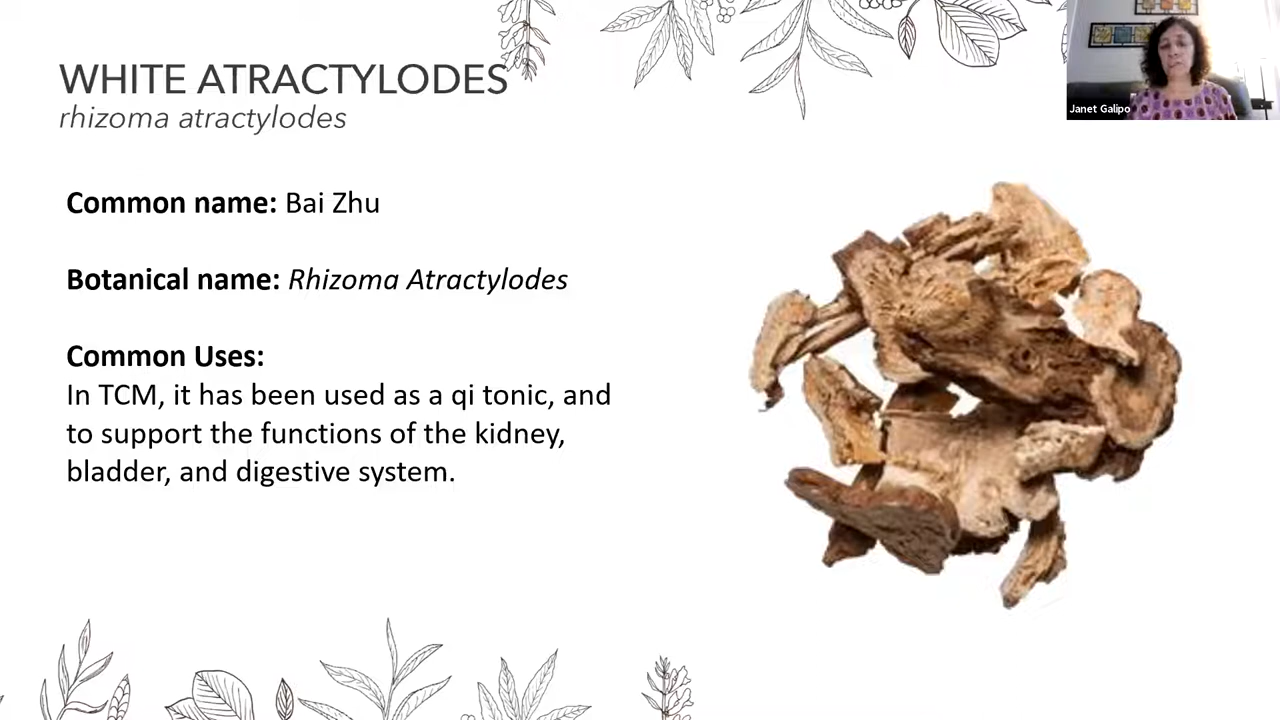 WHITE ATRACTYLODES
rhizoma atractylodes
Janet Galipo
Common name: Bai Zhu
Botanical name: Rhizoma Atractylodes
Common Uses:
In TCM, it has been used as a qi tonic, and
to support the functions of the kidney,
bladder, and digestive system.